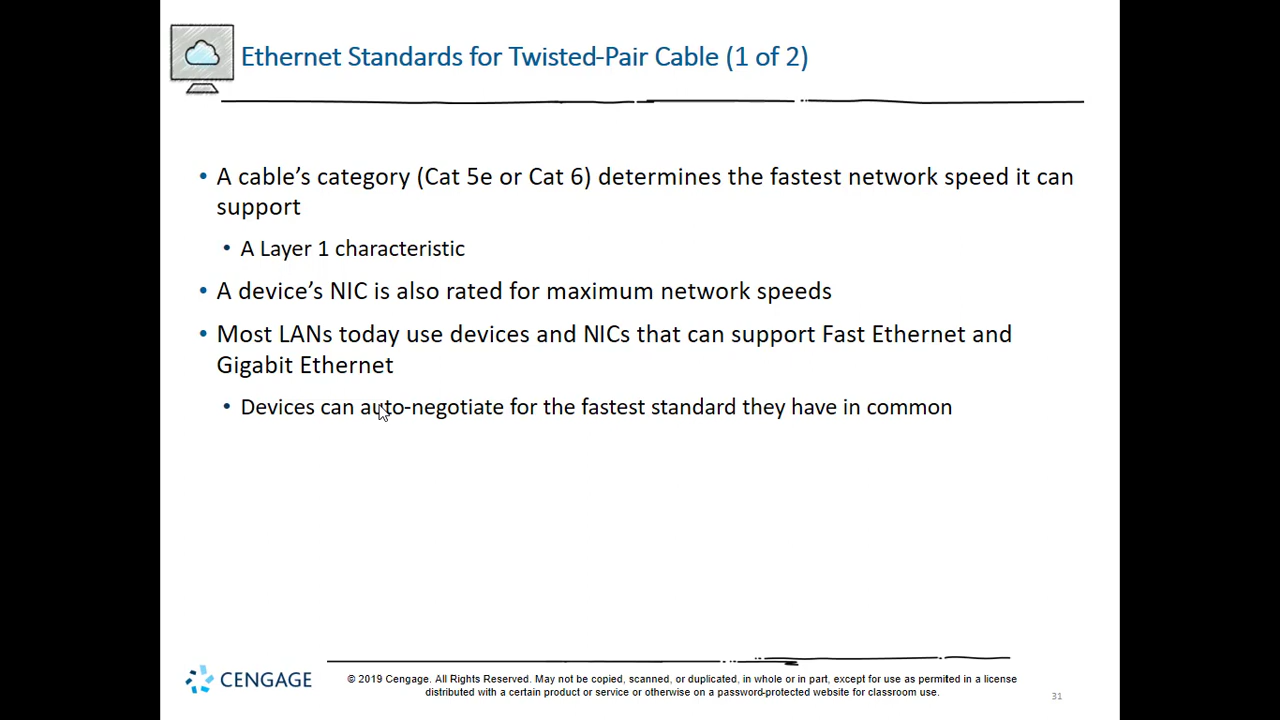 Ethernet Standards for Twisted-Pair Cable (1 of 2)
• A cable’s category (Cat 5e or Cat 6) determines the fastest network speed it can
support
• A Layer 1 characteristic
• A device’s NIC is also rated for maximum network speeds
• Most LANs today use devices and NICs that can support Fast Ethernet and
Gigabit Ethernet
• Devices can auto-negotiate for the fastest standard they have in common
CENGAGE
© 2019 Cengage. All Rights Reserved. May not be copied, scanned, or duplicated, in whole or in part, except for use as permitted in a license
distributed with a certain product or service or otherwise on a password-protected website for classroom use.
31